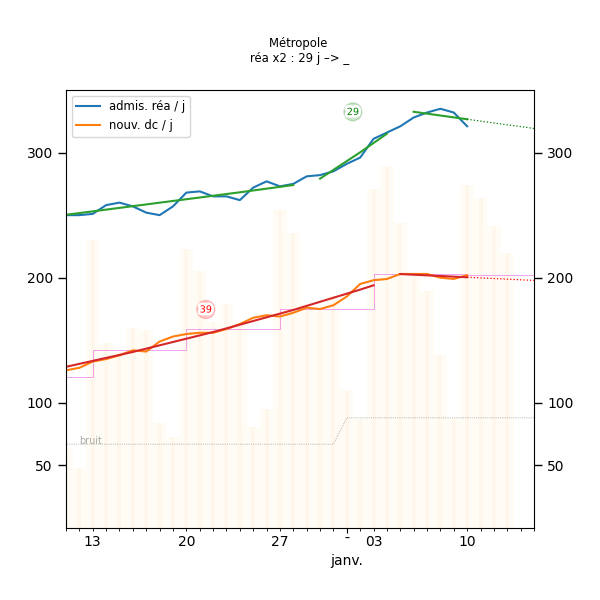 Métropole
réa x2 : 29 j –> _
admis. réa / j
nouv. dc / j
29
39
bruit
300
200
100
50
300
200
100
50
13 20 27 - 03 10
janv.